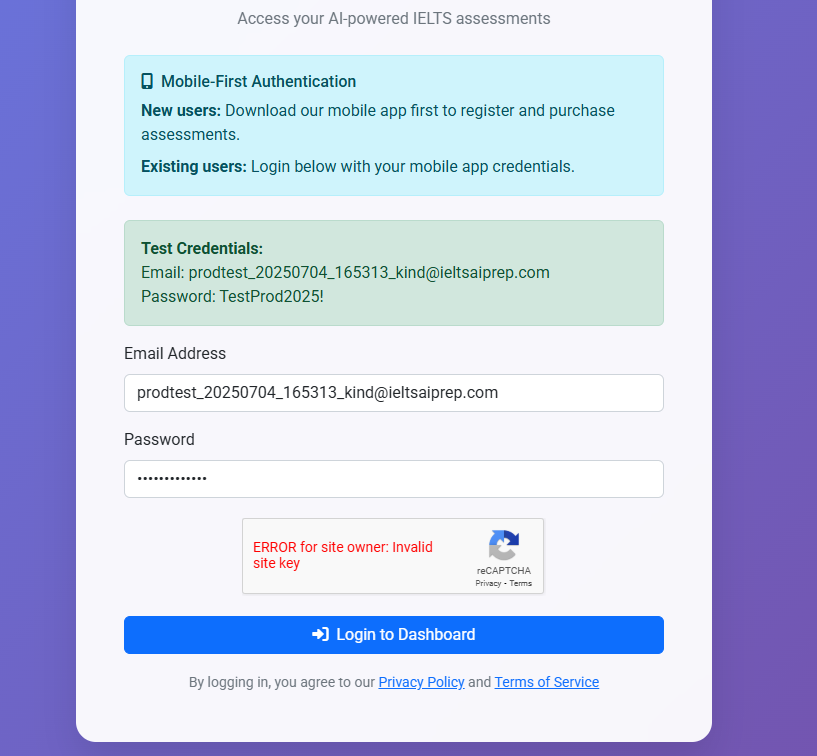 Access your AI-powered IELTS assessments
Mobile-First Authentication
New users: Download our mobile app first to register and purchase
assessments.
Existing users: Login below with your mobile app credentials.
Test Credentials:
Email: prodtest_20250704_165313_kind@ieltsaiprep.com
Password: TestProd2025!
Email Address
prodtest_20250704_165313_kind@ieltsaiprep.com
Password
•••••••••••••
ERROR for site owner: Invalid
site key
reCAPTCHA
Privacy - Terms
Login to Dashboard
By logging in, you agree to our Privacy Policy and Terms of Service